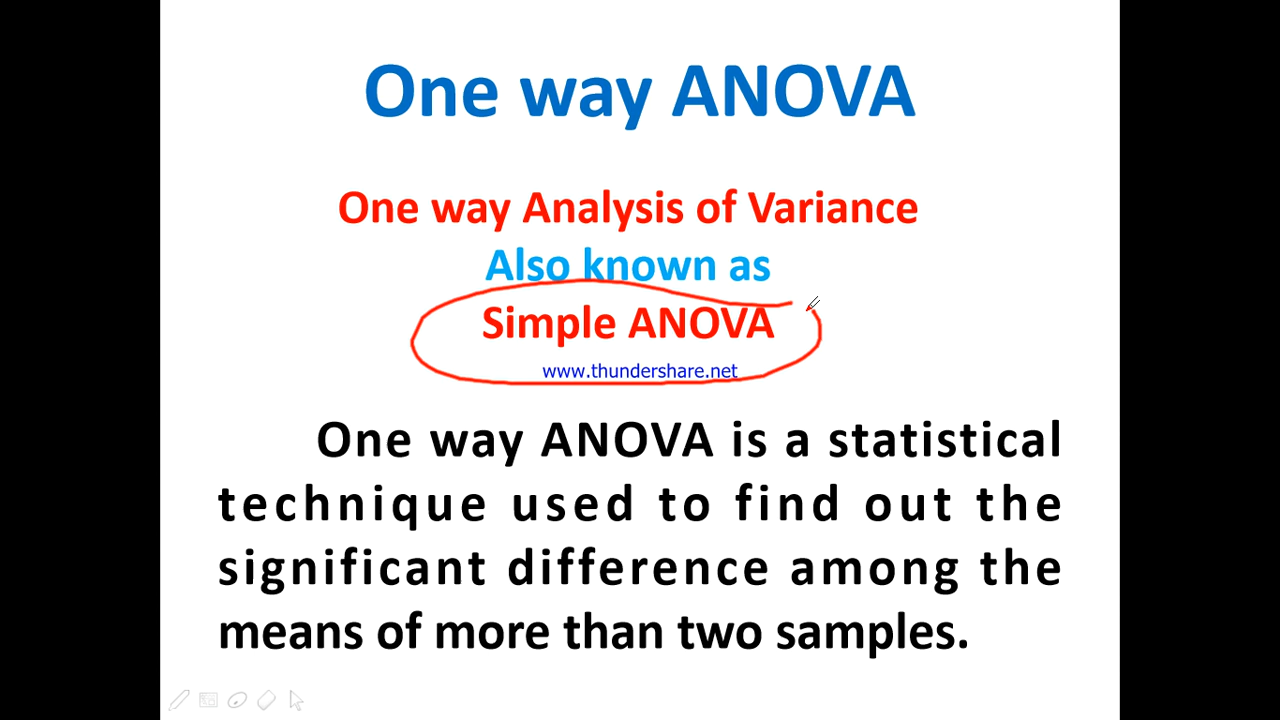 One way ANOVA
One way Analysis of Variance
Also known as
Simple ANOVA
www.thundershare.net
One way ANOVA is a statistical
technique used to find out the
significant difference among the
means of more than two samples.